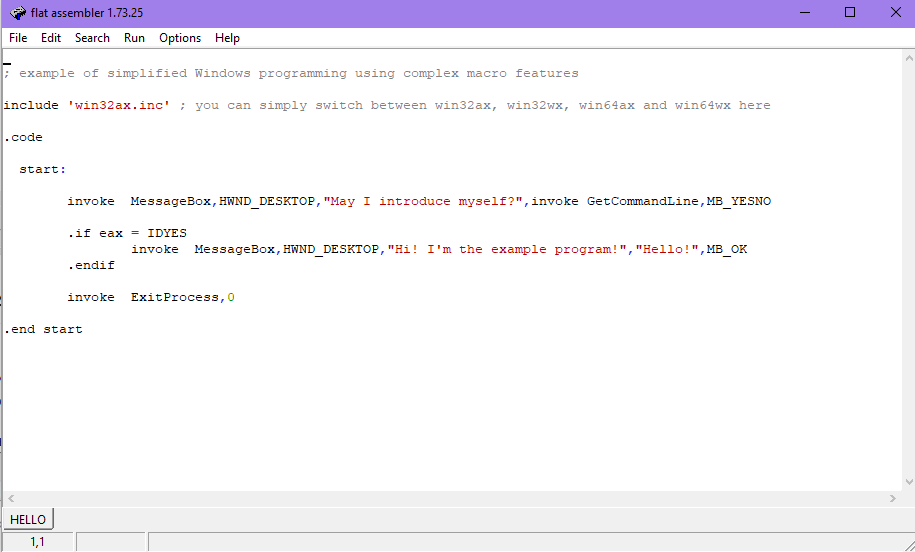 flat assembler 1.73.25
File Edit Search Run Options Help
; example of simplified Windows programming using complex macro features
include 'win32ax.inc' ; you can simply switch between win32ax, win32wx, win64ax and win64wx here
.code
start:
invoke MessageBox,HWND_DESKTOP,"May I introduce myself?",invoke GetCommandLine,MB_YESNO
.if eax = IDYES
invoke MessageBox,HWND_DESKTOP,"Hi! I'm the example program!","Hello!",MB_OK
.endif
invoke ExitProcess,0
.end start
HELLO
1,1